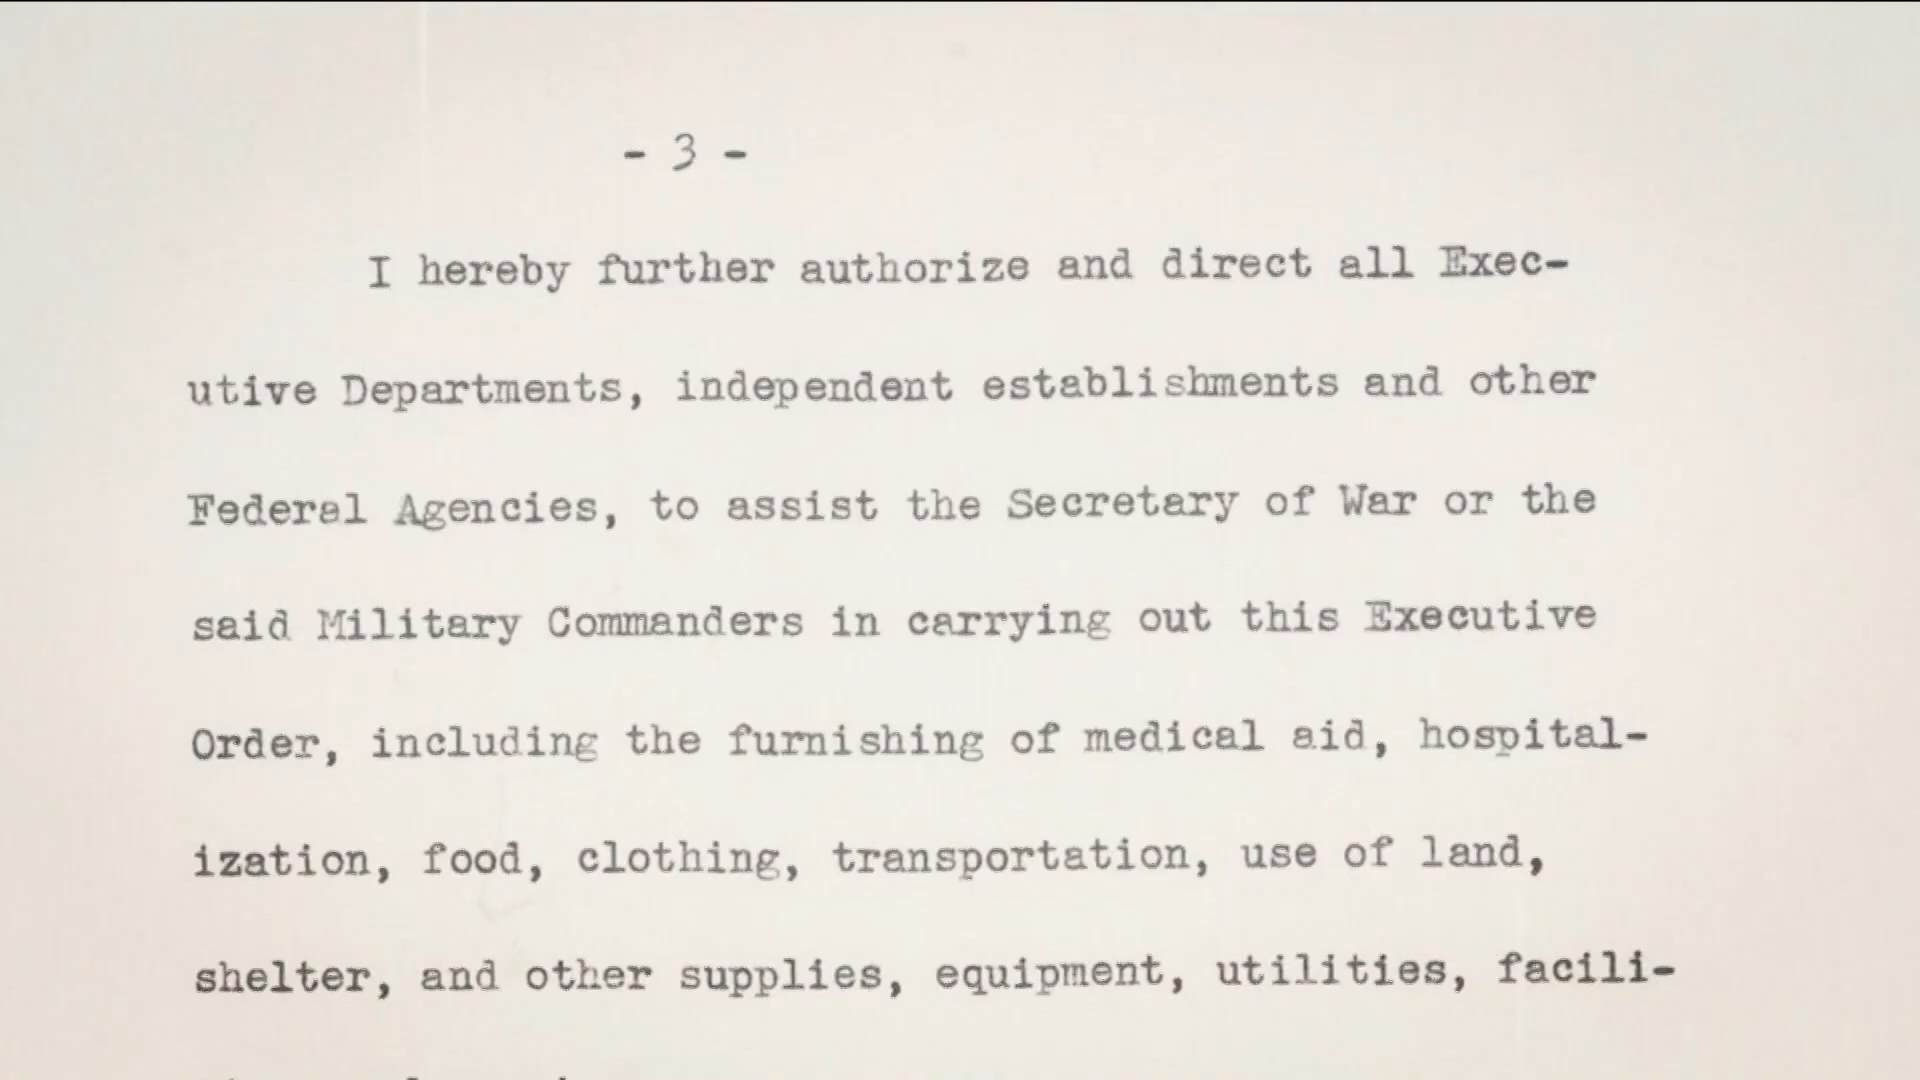 - 3 -
I hereby further authorize and direct all Exec-
utive Departments, independent establishments and other
Federal Agencies, to assist the Secretary of War or the
said Military Commanders in carrying out this Executive
Order, including the furnishing of medical aid, hospital-
ization, food, clothing, transportation, use of land,
shelter, and other supplies, equipment, utilities, facili-